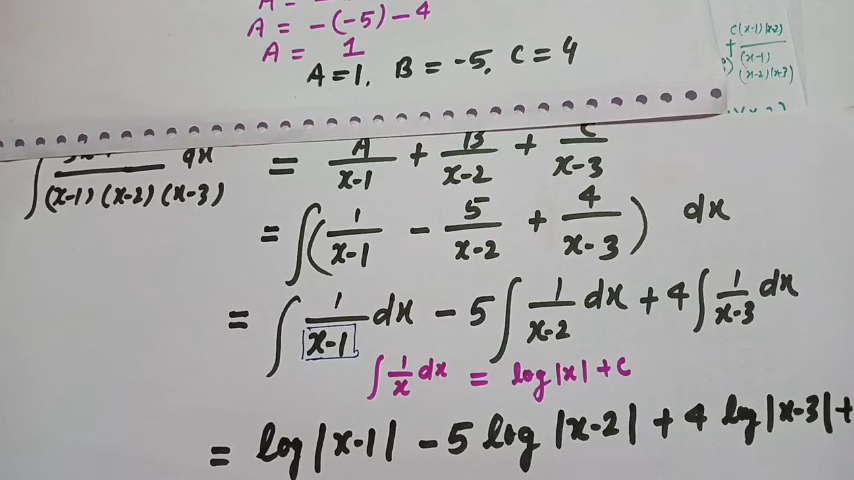 A = -(-5) - 4
A = 1
A = 1, B = -5, C = 4
+ C(x-1)(x-2) / (x-1)(x-2)(x-3)
∫ dx / (x-1)(x-2)(x-3) = A/(x-1) + B/(x-2) + C/(x-3)
= ∫(1/(x-1) - 5/(x-2) + 4/(x-3)) dx
= ∫ 1/(x-1) dx - 5∫ 1/(x-2) dx + 4∫ 1/(x-3) dx
∫ 1/x dx = log|x| + c
= log|x-1| - 5 log|x-2| + 4 log|x-3| +